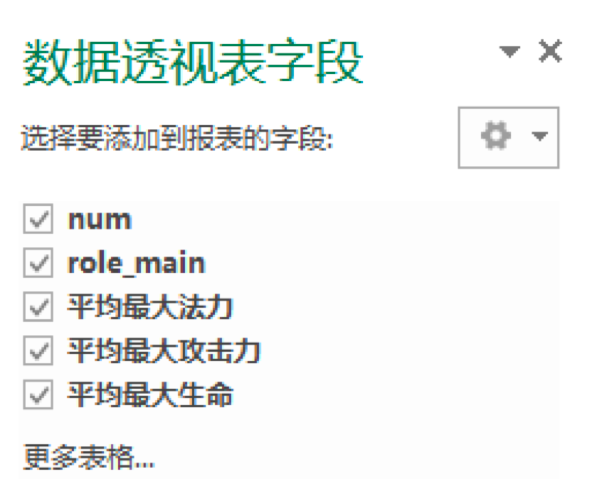 数据透视表字段
选择要添加到报表的字段:
num
role_main
平均最大法力
平均最大攻击力
平均最大生命
更多表格...